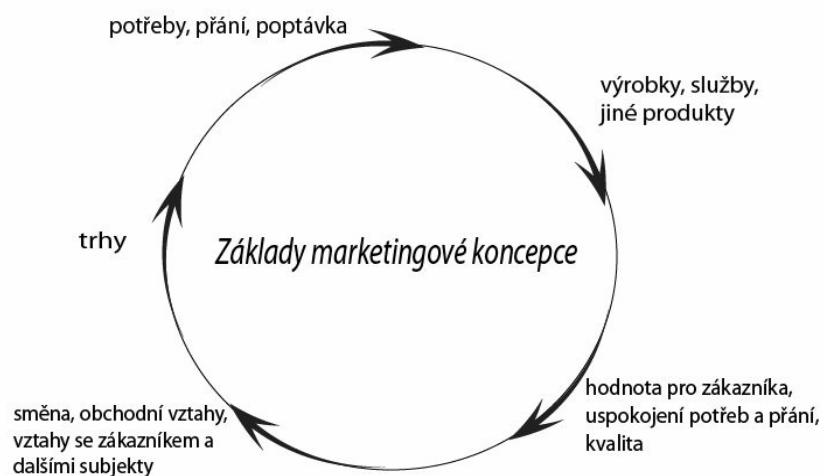 potřeby, přání, poptávka
výrobky, služby,
jiné produkty
trhy
Základy marketingové koncepce
hodnota pro zákazníka,
uspokojení potřeb a přání,
kvalita
směna, obchodní vztahy,
vztahy se zákazníkem a
dalšími subjekty